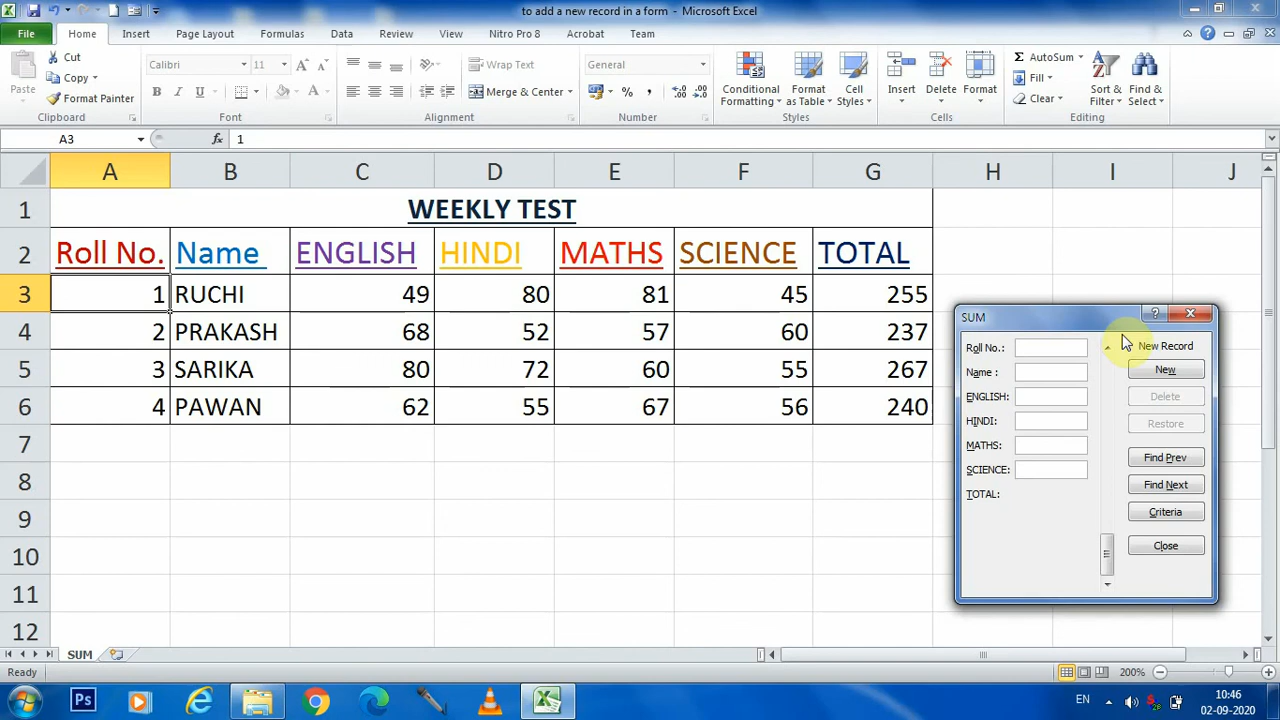 to add a new record in a form - Microsoft Excel
File Home Insert Page Layout Formulas Data Review View Nitro Pro 8 Acrobat Team
Paste
Cut
Copy
Format Painter
Clipboard
Calibri 11
B I U
Font
Wrap Text
Merge & Center
Alignment
General
%
Number
Conditional Formatting
Format as Table
Cell Styles
Styles
Insert
Delete
Format
Cells
AutoSum
Fill
Clear
Sort & Filter
Find & Select
Editing
A3 fx 1
A B C D E F G H I J
1 WEEKLY TEST
2 Roll No. Name ENGLISH HINDI MATHS SCIENCE TOTAL
3 1 RUCHI 49 80 81 45 255
4 2 PRAKASH 68 52 57 60 237
5 3 SARIKA 80 72 60 55 267
6 4 PAWAN 62 55 67 56 240
7
8
9
10
11
12
SUM
Roll No.:
Name :
ENGLISH:
HINDI:
MATHS:
SCIENCE:
TOTAL:
New Record
New
Delete
Restore
Find Prev
Find Next
Criteria
Close
SUM
Ready 200%
Ps
EN
10:46
02-09-2020